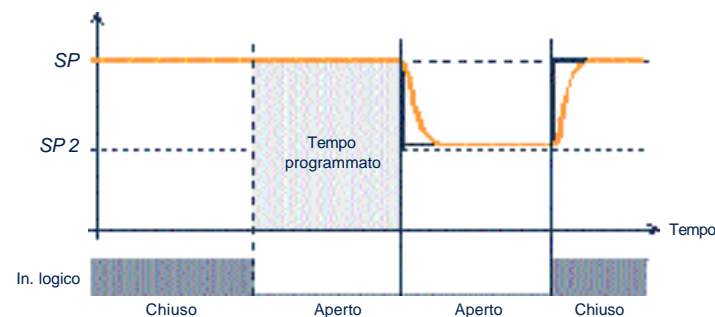 SP
SP 2
Tempo
programmato
Tempo
In. logico
Chiuso
Aperto
Aperto
Chiuso